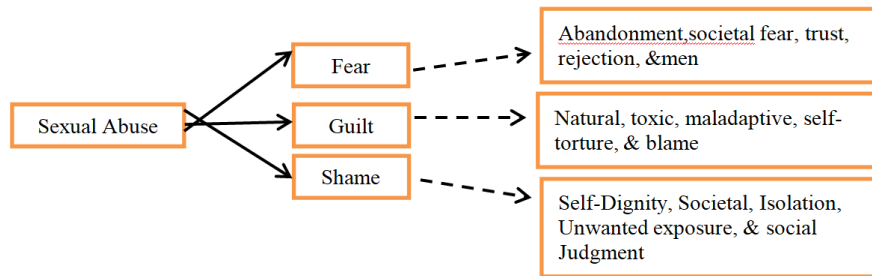 Abandonment,societal fear, trust,
rejection, &men
Fear
Sexual Abuse
Guilt
Natural, toxic, maladaptive, self-
torture, & blame
Shame
Self-Dignity, Societal, Isolation,
Unwanted exposure, & social
Judgment